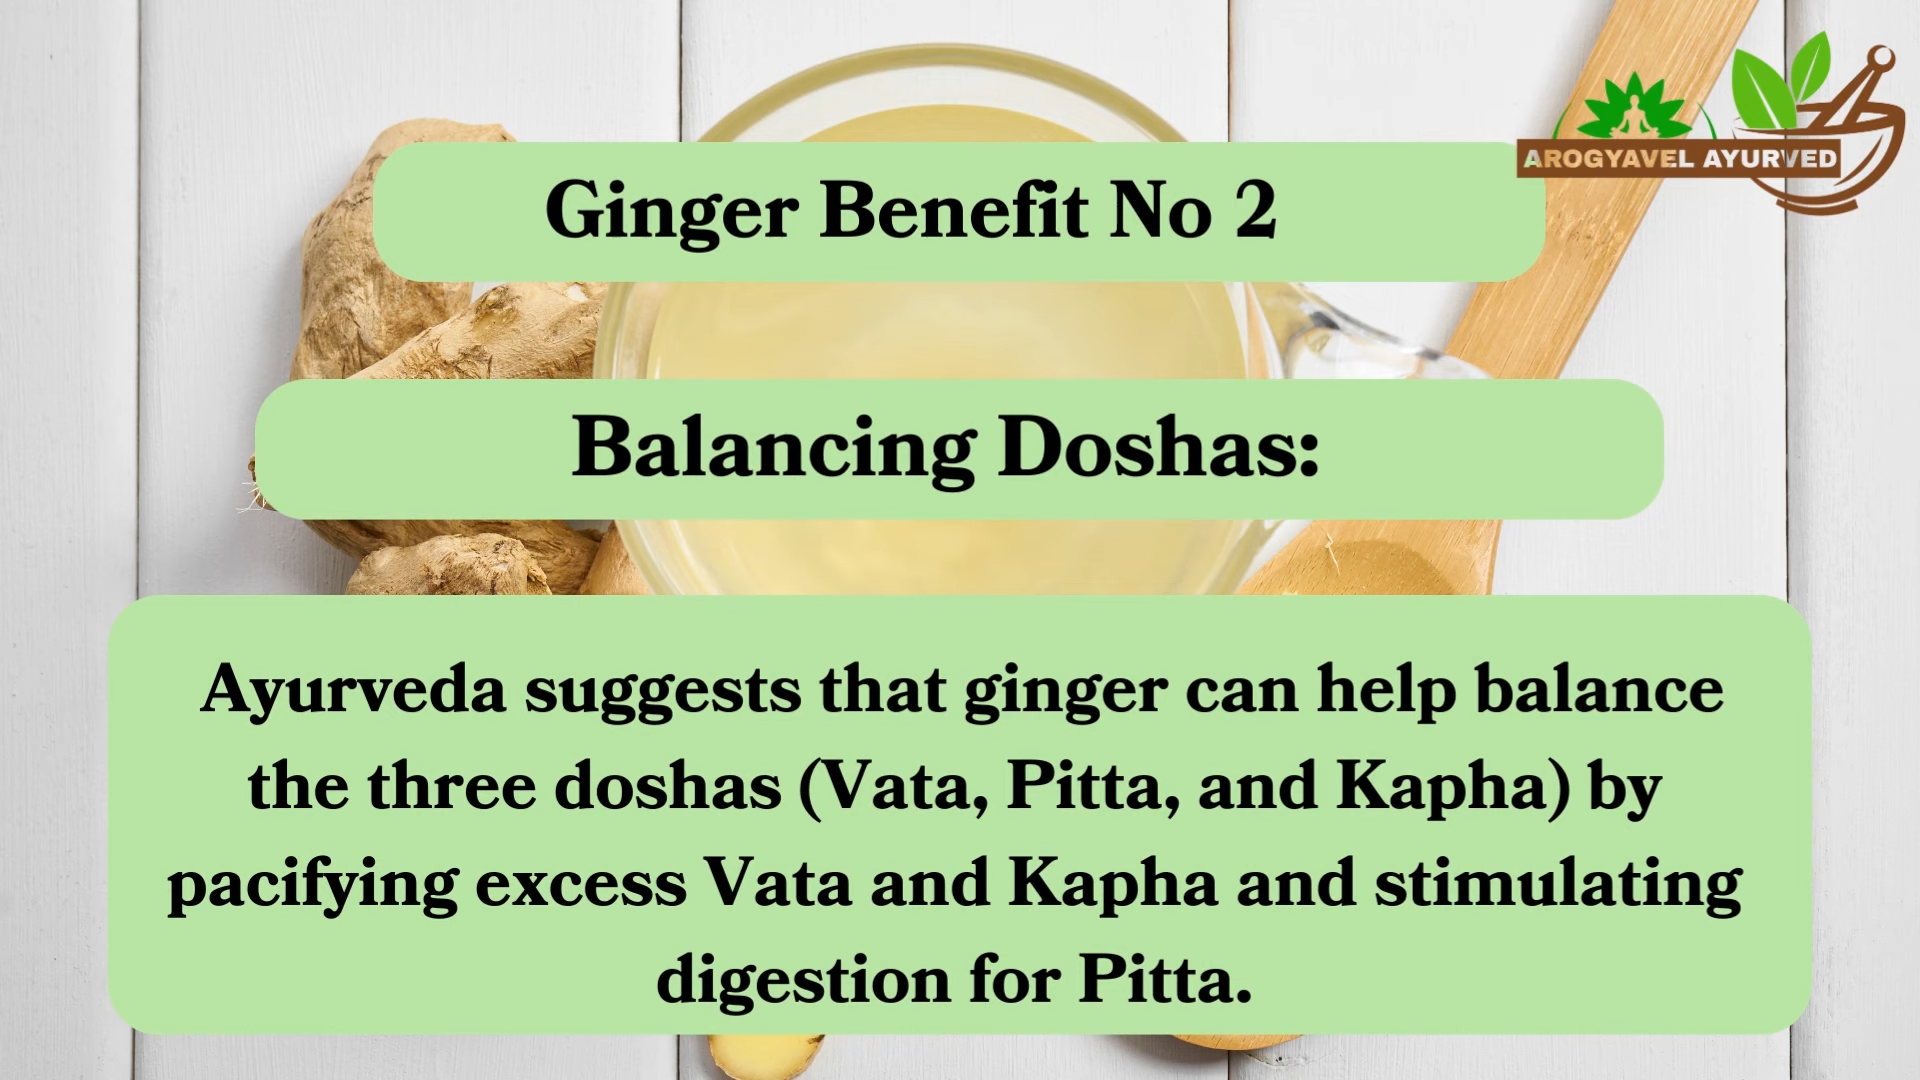 AROGYAVEL AYURVED
Ginger Benefit No 2
Balancing Doshas:
Ayurveda suggests that ginger can help balance
the three doshas (Vata, Pitta, and Kapha) by
pacifying excess Vata and Kapha and stimulating
digestion for Pitta.